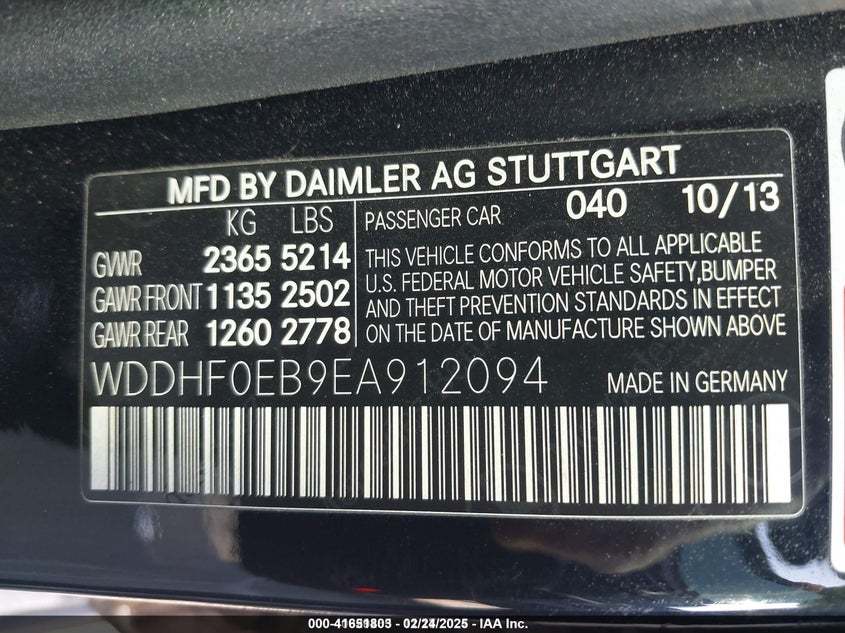 MFD BY DAIMLER AG STUTTGART
KG LBS
GVWR 2365 5214
GAWR FRONT 1135 2502
GAWR REAR 1260 2778
PASSENGER CAR 040 10/13
THIS VEHICLE CONFORMS TO ALL APPLICABLE
U.S. FEDERAL MOTOR VEHICLE SAFETY,BUMPER
AND THEFT PREVENTION STANDARDS IN EFFECT
ON THE DATE OF MANUFACTURE SHOWN ABOVE
WDDHF0EB9EA912094 MADE IN GERMANY
000-41651803 - 02/24/2025 - IAA Inc.